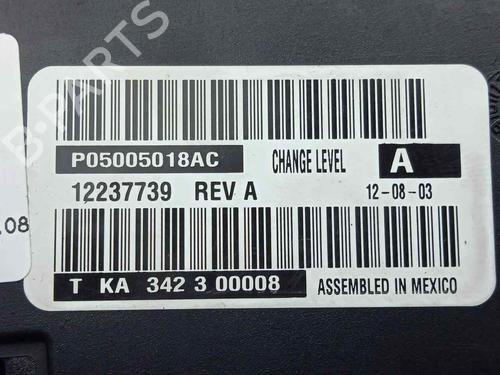 P05005018AC CHANGE LEVEL A
12237739 REV A 12-08-03
.08
T KA 342 3 00008 ASSEMBLED IN MEXICO
B-PARTS